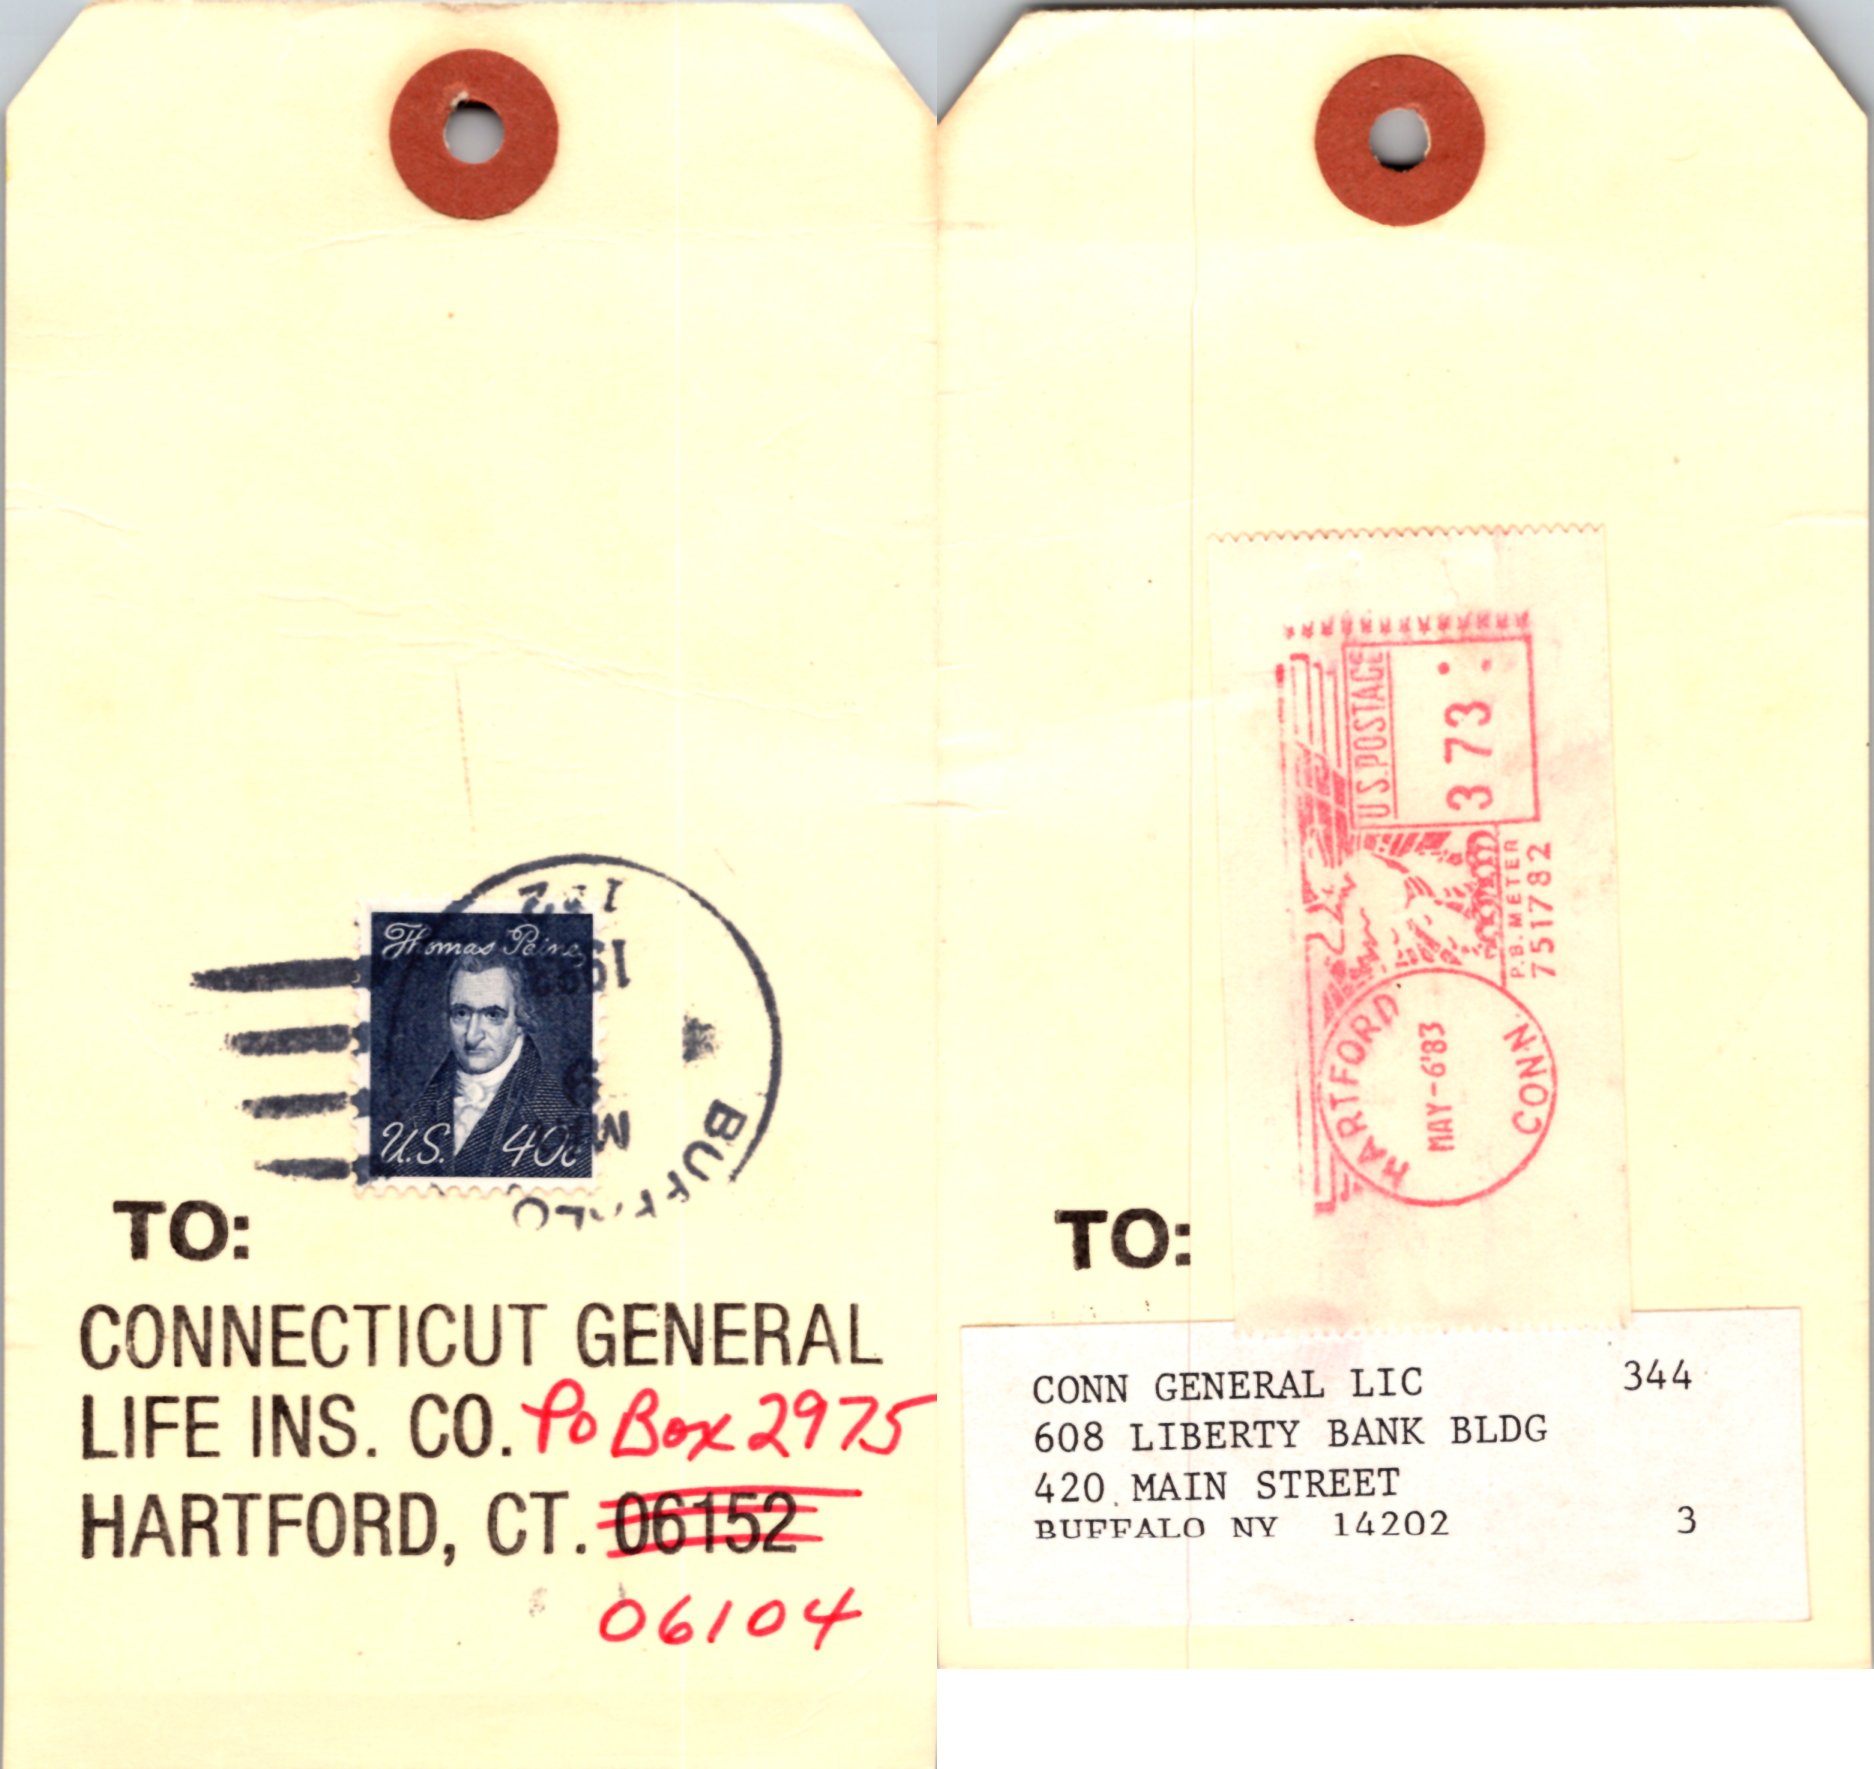 Thomas Paine
U.S. 40c
BUFFALO
TO:
CONNECTICUT GENERAL
LIFE INS. CO. Po Box 2975
HARTFORD, CT. 06152
06104
U.S. POSTAGE
3 73
P.B. METER
7517782
HARTFORD
MAY-6'83
CONN.
TO:
CONN GENERAL LIC 344
608 LIBERTY BANK BLDG
420 MAIN STREET
BUFFALO NY 14202 3